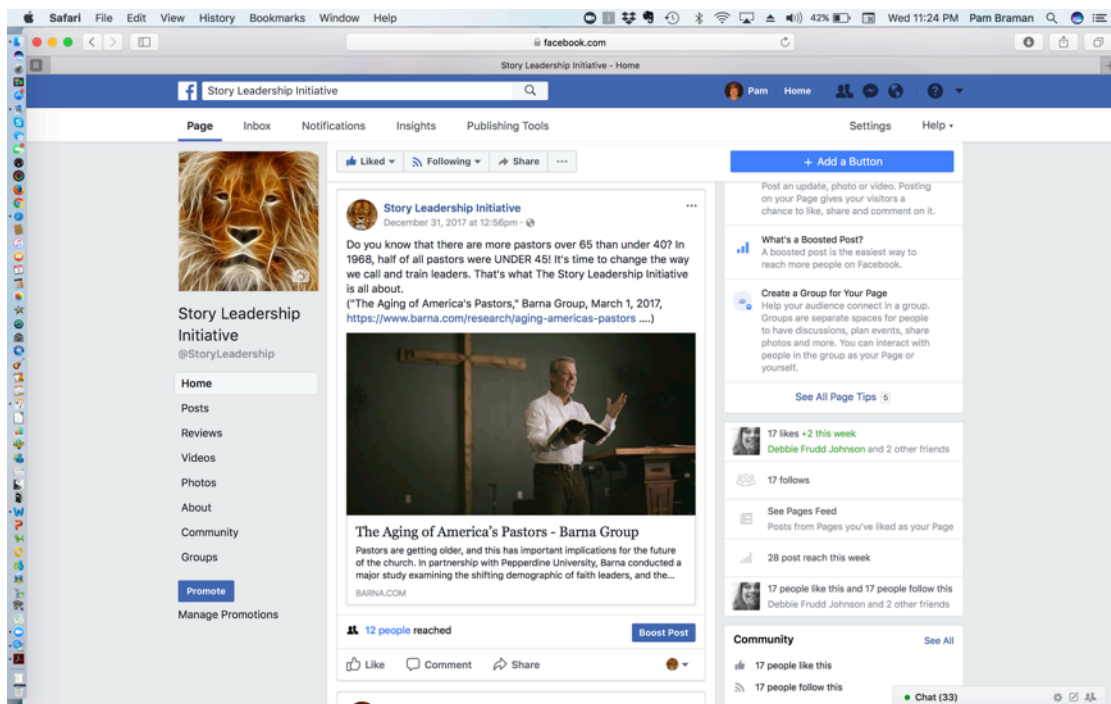 Safari File Edit View History Bookmarks Window Help
42% Wed 11:24 PM Pam Braman
facebook.com
Story Leadership Initiative - Home
Story Leadership Initiative
Pam Home
Page Inbox Notifications Insights Publishing Tools
Settings Help
Liked Following Share
+ Add a Button
Story Leadership
Initiative
@StoryLeadership
Home
Posts
Reviews
Videos
Photos
About
Community
Groups
Promote
Manage Promotions
Story Leadership Initiative
December 31, 2017 at 12:56pm ·
Do you know that there are more pastors over 65 than under 40? In
1968, half of all pastors were UNDER 45! It's time to change the way
we call and train leaders. That's what The Story Leadership Initiative
is all about.
("The Aging of America's Pastors," Barna Group, March 1, 2017,
https://www.barna.com/research/aging-americas-pastors ....)
The Aging of America's Pastors - Barna Group
Pastors are getting older, and this has important implications for the future
of the church. In partnership with Pepperdine University, Barna conducted a
major study examining the shifting demographic of faith leaders, and the...
BARNA.COM
12 people reached
Boost Post
Like Comment Share
Post an update, photo or video. Posting
on your Page gives your visitors a
chance to like, share and comment on it.
What's a Boosted Post?
A boosted post is the easiest way to
reach more people on Facebook.
Create a Group for Your Page
Help your audience connect in a group.
Groups are separate spaces for people
to have discussions, plan events, share
photos and more. You can interact with
people in the group as your Page or
yourself.
See All Page Tips 5
17 likes +2 this week
Debbie Frudd Johnson and 2 other friends
17 follows
See Pages Feed
Posts from Pages you've liked as your Page
28 post reach this week
17 people like this and 17 people follow this
Debbie Frudd Johnson and 2 other friends
Community See All
17 people like this
17 people follow this
Chat (33)